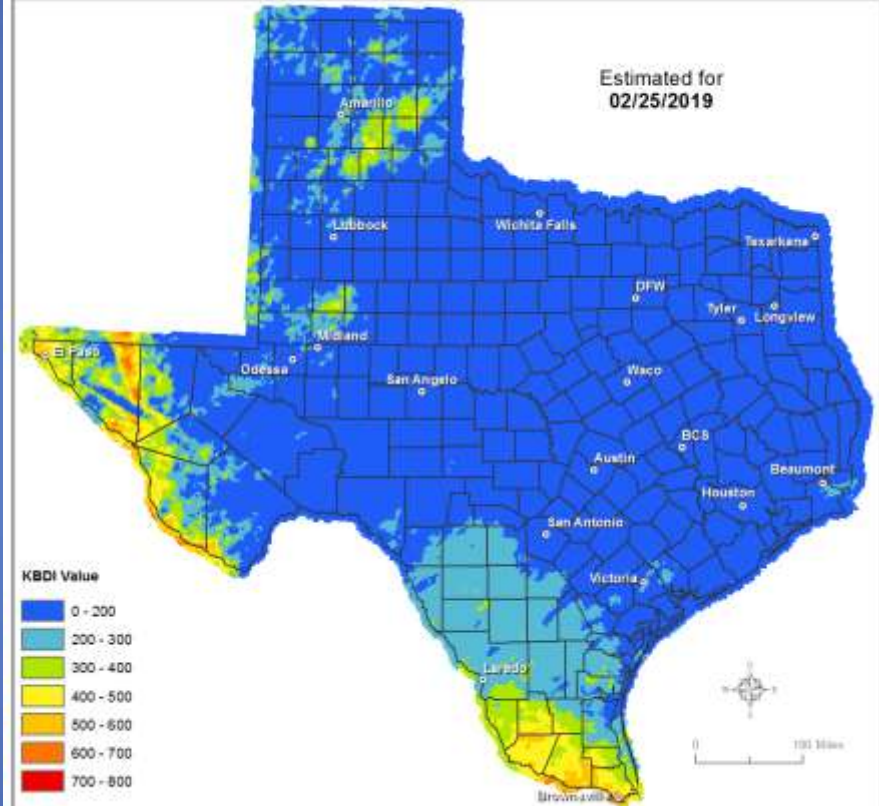 Estimated for
02/25/2019
Amarillo
Lubbock
Wichita Falls
Texarkana
DFW
Tyler
Longview
Midland
El Paso
Odessa
San Angelo
Waco
BCS
Austin
Beaumont
Houston
San Antonio
Victoria
Laredo
Brownsville
KBDI Value
0 - 200
200 - 300
300 - 400
400 - 500
500 - 600
600 - 700
700 - 800
N
W
E
S
0 100 Miles